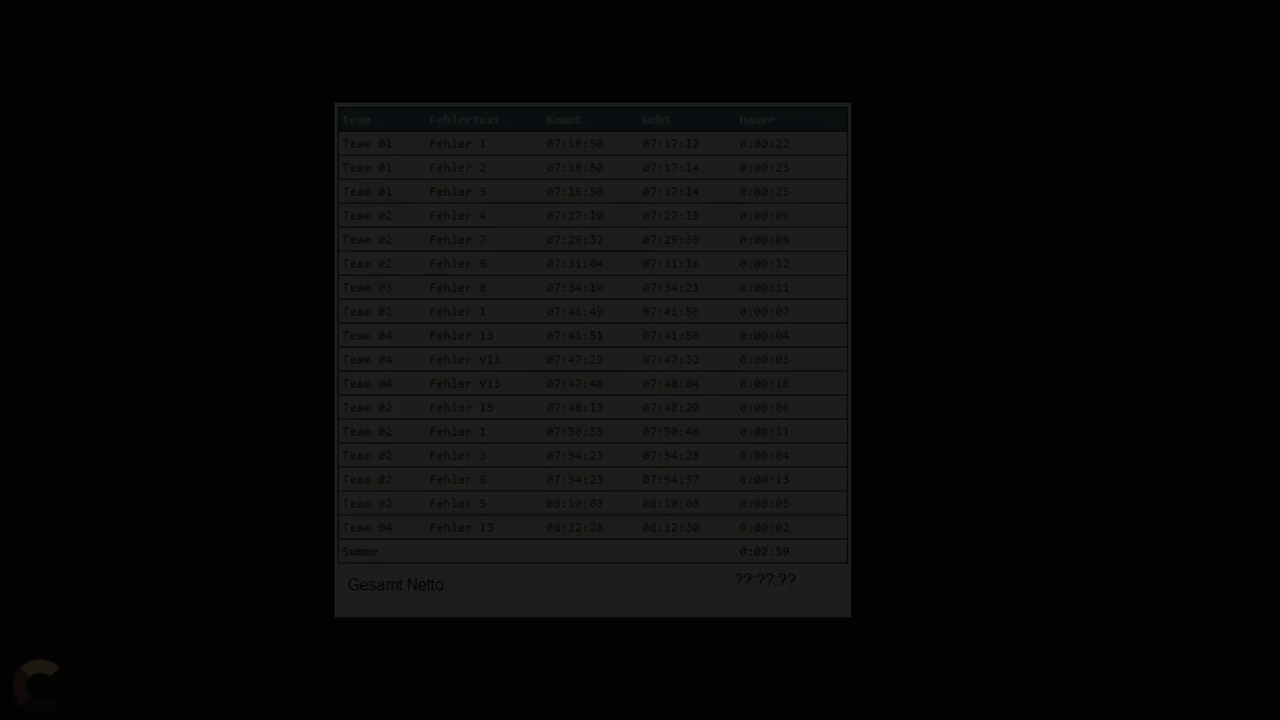 Team Fehlertext Kommt Geht Dauer
Team 01 Fehler 1 07:16:50 07:17:12 0:00:22
Team 01 Fehler 2 07:16:50 07:17:14 0:00:23
Team 01 Fehler 3 07:16:50 07:17:14 0:00:23
Team 02 Fehler 4 07:27:10 07:27:19 0:00:09
Team 02 Fehler 7 07:29:32 07:29:39 0:00:06
Team 02 Fehler 6 07:31:04 07:31:16 0:00:12
Team 03 Fehler 8 07:34:10 07:34:21 0:00:11
Team 02 Fehler 1 07:41:49 07:41:56 0:00:07
Team 04 Fehler 13 07:41:51 07:41:56 0:00:04
Team 04 Fehler V13 07:47:29 07:47:32 0:00:03
Team 04 Fehler V13 07:47:46 07:48:04 0:00:18
Team 02 Fehler 15 07:48:13 07:48:20 0:00:06
Team 02 Fehler 1 07:50:35 07:50:46 0:00:11
Team 02 Fehler 3 07:54:23 07:54:28 0:00:04
Team 02 Fehler 6 07:54:23 07:54:37 0:00:13
Team 02 Fehler 5 08:10:03 08:10:08 0:00:05
Team 04 Fehler 13 08:12:28 08:12:30 0:00:02
Summe 0:02:59
Gesamt Netto ??:??:??